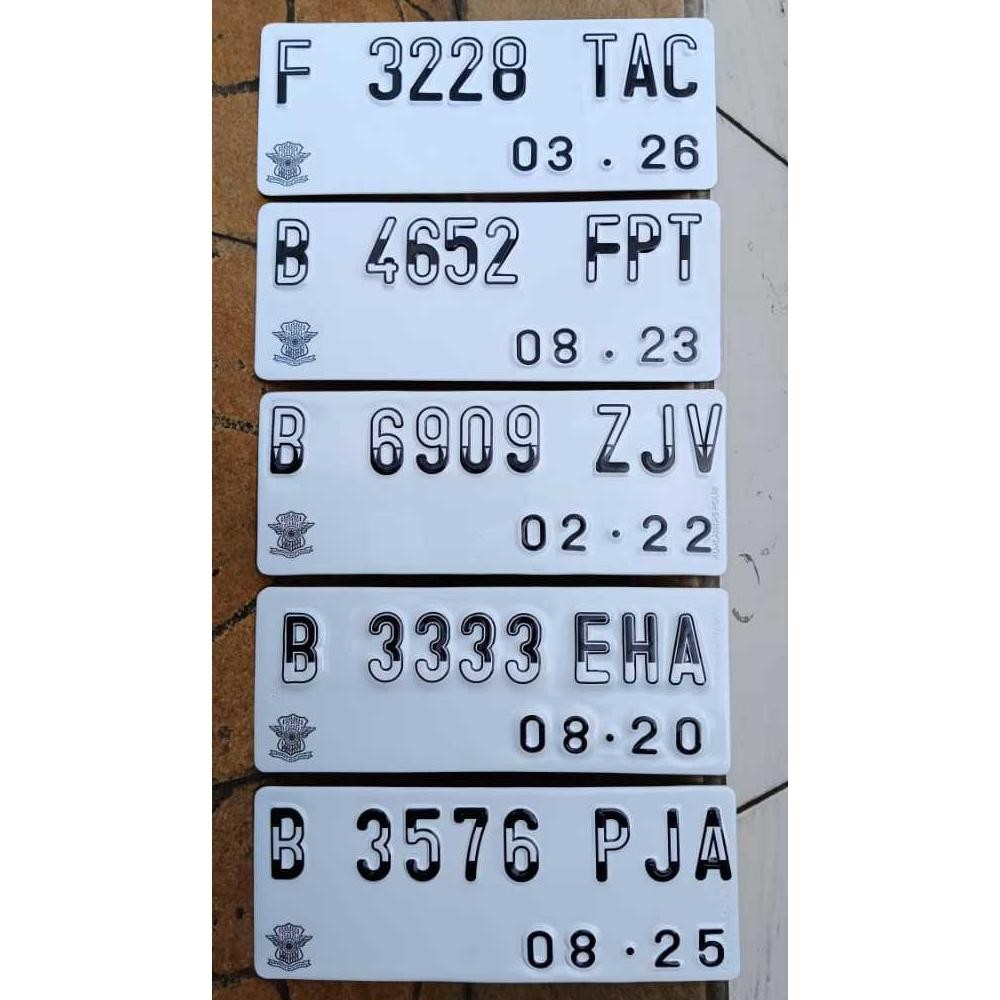 F 3228 TAC
03 . 26
B 4652 FPT
08 . 23
B 6909 ZJV
02 · 22
B 3333 EHA
08 · 20
B 3576 PJA
08 · 25